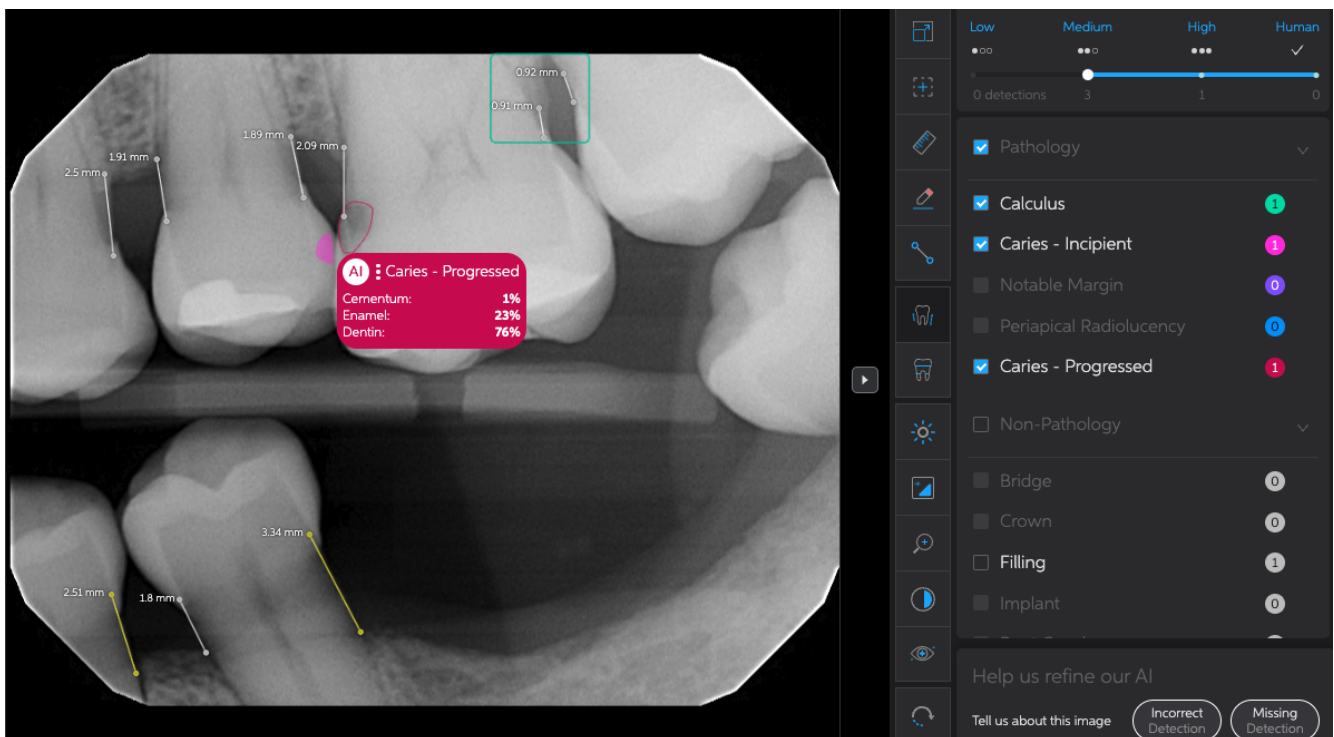 Low Medium High Human
0 detections 3 1 0
0.92 mm
0.91 mm
1.89 mm
2.09 mm
1.91 mm
2.5 mm
AI Caries - Progressed
Cementum: 1%
Enamel: 23%
Dentin: 76%
3.34 mm
2.51 mm
1.8 mm
Pathology
Calculus 1
Caries - Incipient 1
Notable Margin 0
Periapical Radiolucency 0
Caries - Progressed 1
Non-Pathology
Bridge 0
Crown 0
Filling 1
Implant 0
Help us refine our AI
Tell us about this image
Incorrect
Detection
Missing
Detection